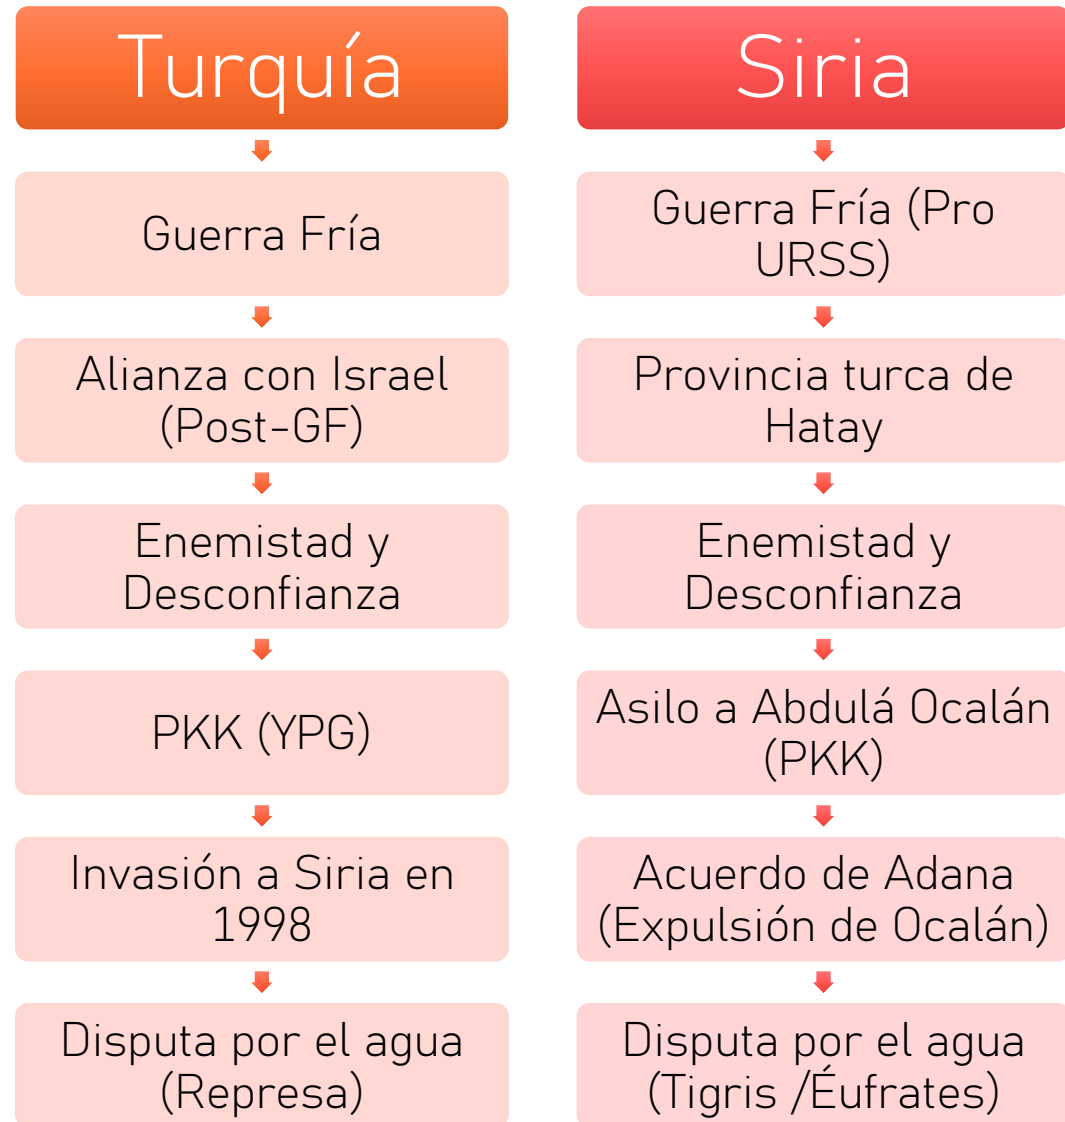 Turquía
Guerra Fría
Alianza con Israel
(Post-GF)
Enemistad y
Desconfianza
PKK (YPG)
Invasión a Siria en
1998
Disputa por el agua
(Represa)
Siria
Guerra Fría (Pro
URSS)
Provincia turca de
Hatay
Enemistad y
Desconfianza
Asilo a Abdulá Ocalán
(PKK)
Acuerdo de Adana
(Expulsión de Ocalán)
Disputa por el agua
(Tigris /Éufrates)